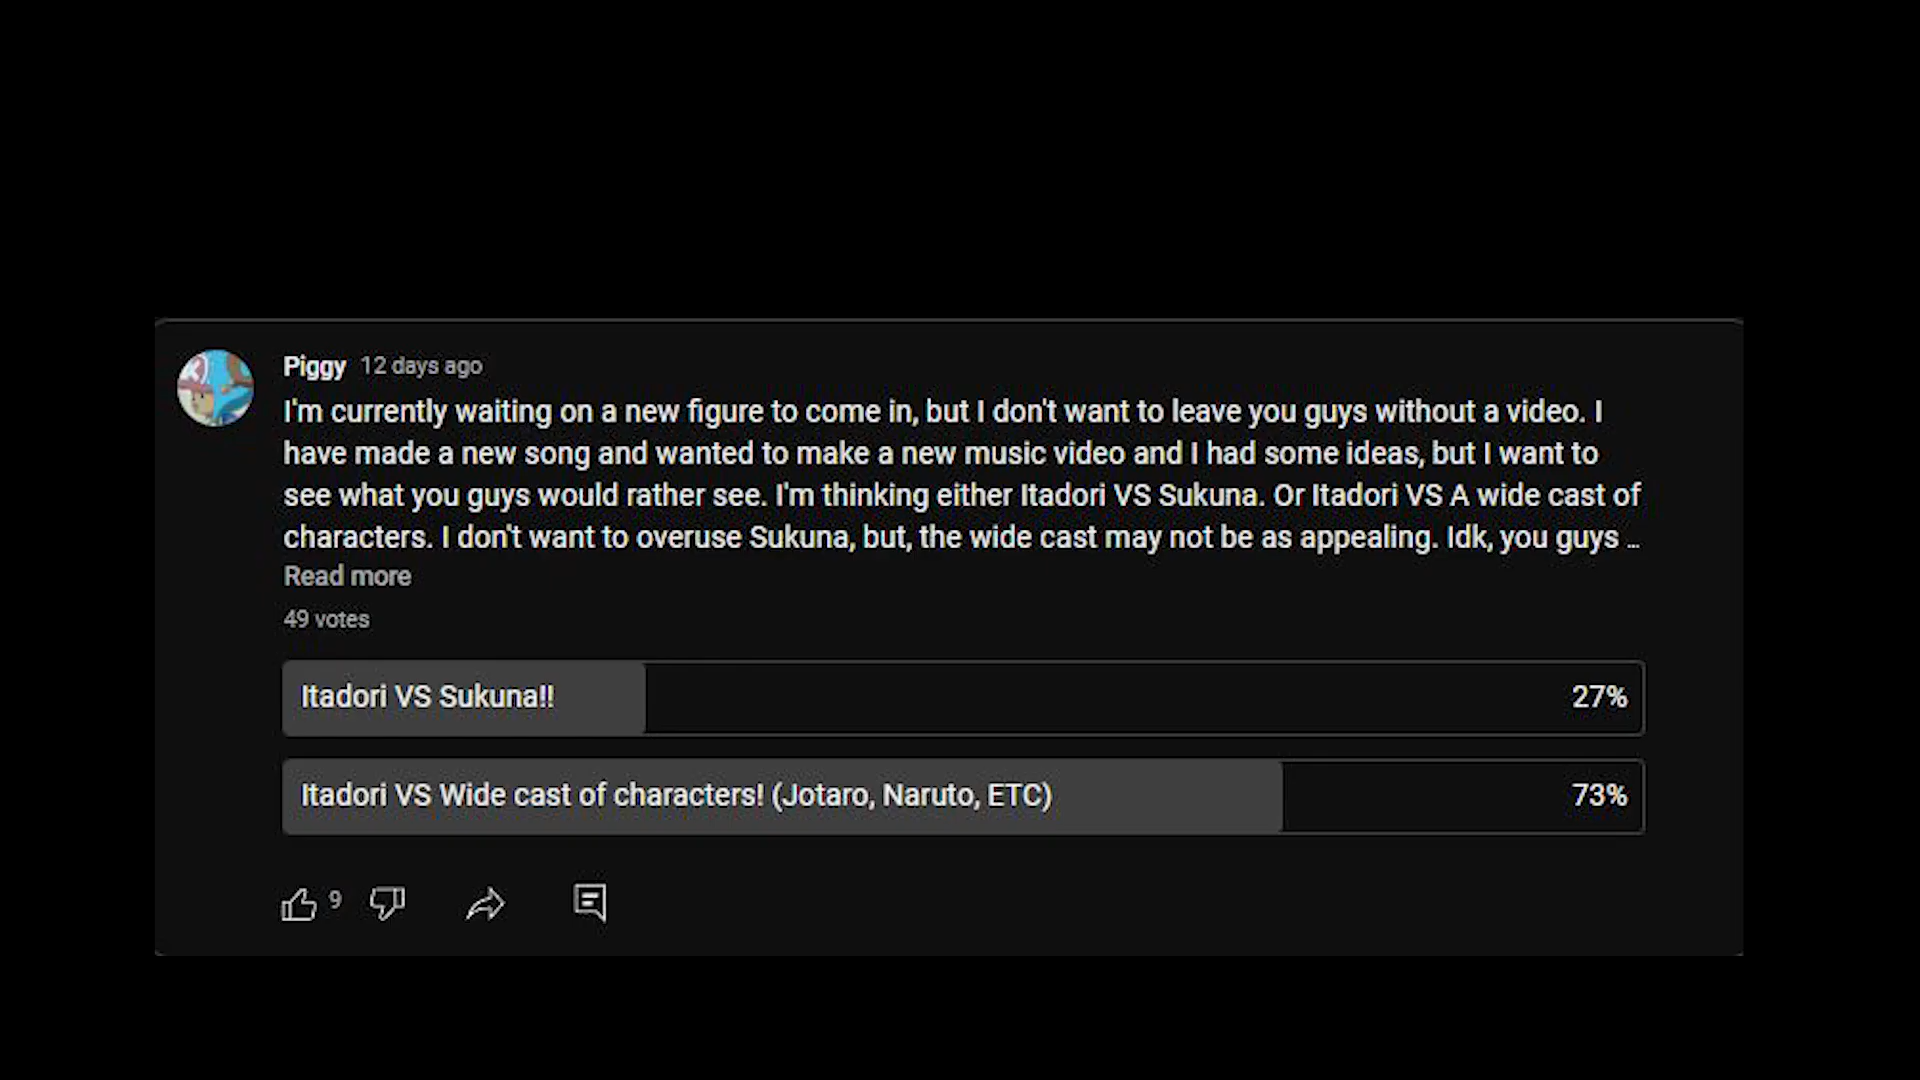 Piggy 12 days ago
I'm currently waiting on a new figure to come in, but I don't want to leave you guys without a video. I
have made a new song and wanted to make a new music video and I had some ideas, but I want to
see what you guys would rather see. I'm thinking either Itadori VS Sukuna. Or Itadori VS A wide cast of
characters. I don't want to overuse Sukuna, but, the wide cast may not be as appealing. Idk, you guys ...
Read more
49 votes
Itadori VS Sukuna!! 27%
Itadori VS Wide cast of characters! (Jotaro, Naruto, ETC) 73%
9